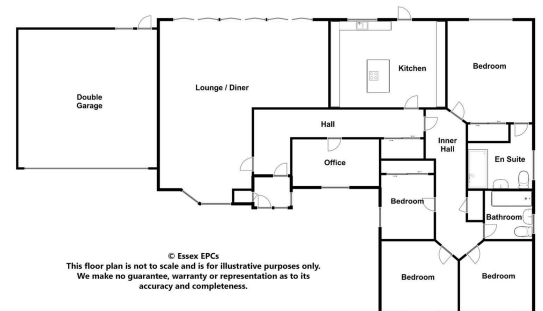 Double
Garage
Lounge / Diner
Kitchen
Bedroom
Hall
Inner
Hall
Office
En Suite
Bedroom
Bathroom
Bedroom
Bedroom
© Essex EPCs
This floor plan is not to scale and is for illustrative purposes only.
We make no guarantee, warranty or representation as to its
accuracy and completeness.